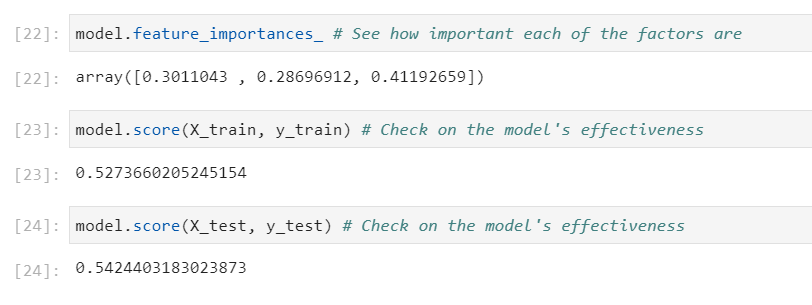 [22]: model.feature_importances_ # See how important each of the factors are
[22]: array([0.3011043 , 0.28696912, 0.41192659])
[23]: model.score(X_train, y_train) # Check on the model's effectiveness
[23]: 0.5273660205245154
[24]: model.score(X_test, y_test) # Check on the model's effectiveness
[24]: 0.5424403183023873